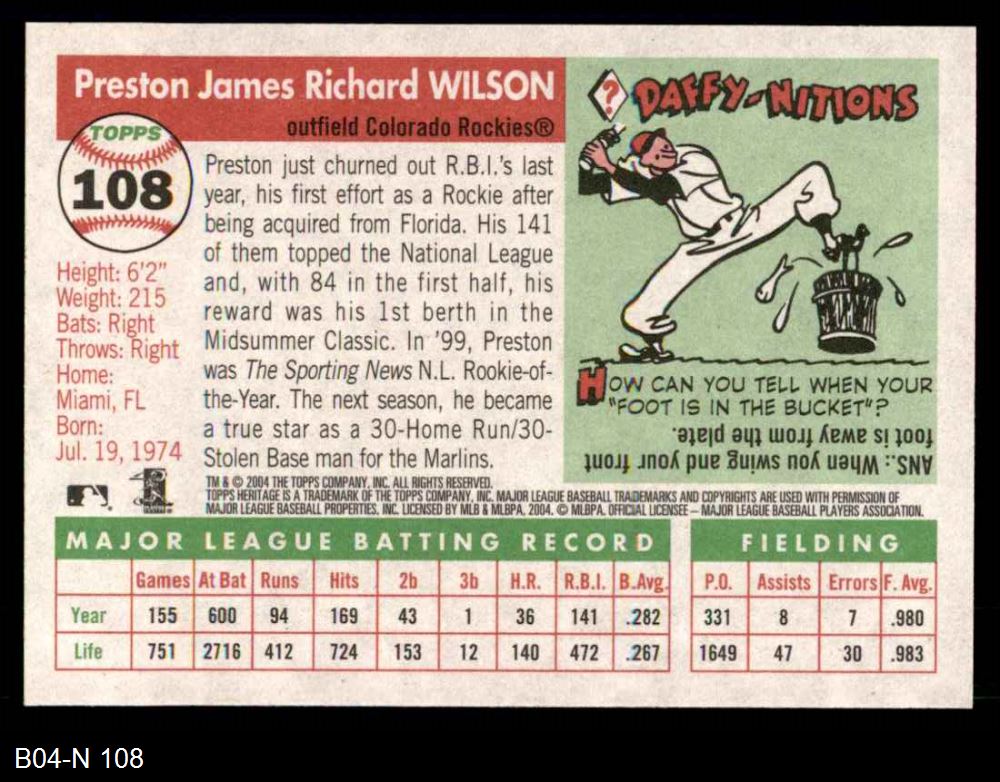 Preston James Richard WILSON
outfield Colorado Rockies®
TOPPS
108
Height: 6'2"
Weight: 215
Bats: Right
Throws: Right
Home:
Miami, FL
Born:
Jul. 19, 1974
Preston just churned out R.B.I.'s last
year, his first effort as a Rockie after
being acquired from Florida. His 141
of them topped the National League
and, with 84 in the first half, his
reward was his 1st berth in the
Midsummer Classic. In '99, Preston
was The Sporting News N.L. Rookie-of-
the-Year. The next season, he became
a true star as a 30-Home Run/30-
Stolen Base man for the Marlins.
?
DAFFY-NITIONS
HOW CAN YOU TELL WHEN YOUR
"FOOT IS IN THE BUCKET"?
ANS.: When you swing and your front
foot is away from the plate.
TM & © 2004 THE TOPPS COMPANY, INC. ALL RIGHTS RESERVED.
TOPPS HERITAGE IS A TRADEMARK OF THE TOPPS COMPANY, INC. MAJOR LEAGUE BASEBALL TRADEMARKS AND COPYRIGHTS ARE USED WITH PERMISSION OF
MAJOR LEAGUE BASEBALL PROPERTIES, INC. LICENSED BY MLB & MLBPA, 2004. © MLBPA. OFFICIAL LICENSEE – MAJOR LEAGUE BASEBALL PLAYERS ASSOCIATION.
MAJOR LEAGUE BATTING RECORD
Games At Bat Runs Hits 2b 3b H.R. R.B.I. B.Avg.
Year 155 600 94 169 43 1 36 141 .282
Life 751 2716 412 724 153 12 140 472 .267
FIELDING
P.O. Assists Errors F. Avg.
331 8 7 .980
1649 47 30 .983
B04-N 108